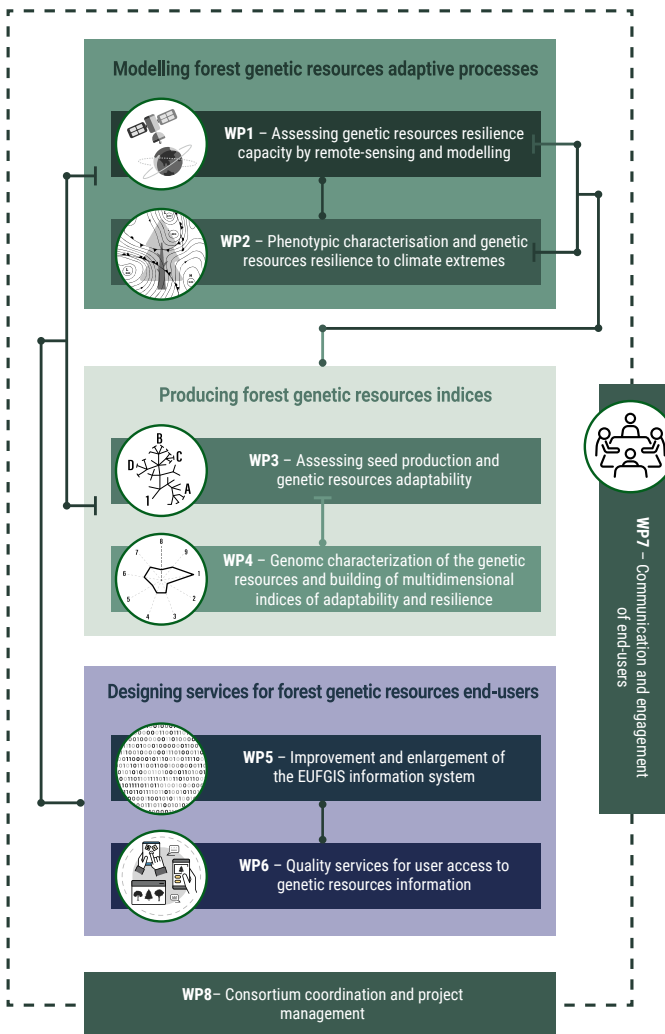 Modelling forest genetic resources adaptive processes
WP1 – Assessing genetic resources resilience
capacity by remote-sensing and modelling
WP2 – Phenotypic characterisation and genetic
resources resilience to climate extremes
Producing forest genetic resources indices
B
D
C
1
A
WP3 – Assessing seed production and
genetic resources adaptability
8
7
9
6
1
5
2
4
3
WP4 – Genomc characterization of the genetic
resources and building of multidimensional
indices of adaptability and resilience
Designing services for forest genetic resources end-users
WP5 – Improvement and enlargement of
the EUFGIS information system
WP6 – Quality services for user access to
genetic resources information
WP7 – Communication and engagement
of end-users
WP8– Consortium coordination and project
management